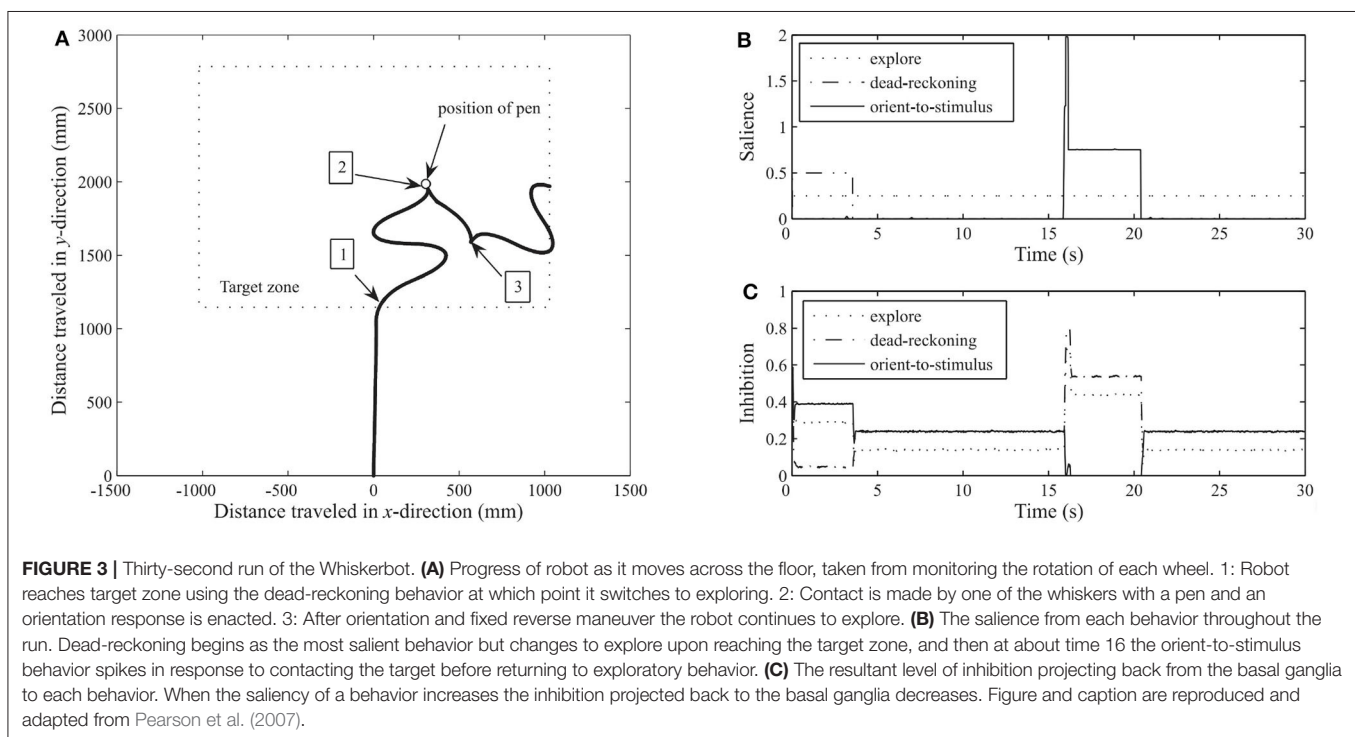 A
3000
2500
2000
1500
1000
500
0
-1500
-1000
-500
0
500
1000
1500
Distance traveled in y-direction (mm)
Distance traveled in x-direction (mm)
position of pen
2
1
3
Target zone
B
2
1.5
1
0.5
0
0
5
10
15
20
25
30
Salience
Time (s)
explore
dead-reckoning
orient-to-stimulus
C
1
0.8
0.6
0.4
0.2
0
0
5
10
15
20
25
30
Inhibition
Time (s)
explore
dead-reckoning
orient-to-stimulus
FIGURE 3 | Thirty-second run of the Whiskerbot. (A) Progress of robot as it moves across the floor, taken from monitoring the rotation of each wheel. 1: Robot
reaches target zone using the dead-reckoning behavior at which point it switches to exploring. 2: Contact is made by one of the whiskers with a pen and an
orientation response is enacted. 3: After orientation and fixed reverse maneuver the robot continues to explore. (B) The salience from each behavior throughout the
run. Dead-reckoning begins as the most salient behavior but changes to explore upon reaching the target zone, and then at about time 16 the orient-to-stimulus
behavior spikes in response to contacting the target before returning to exploratory behavior. (C) The resultant level of inhibition projecting back from the basal ganglia
to each behavior. When the saliency of a behavior increases the inhibition projected back to the basal ganglia decreases. Figure and caption are reproduced and
adapted from Pearson et al. (2007).